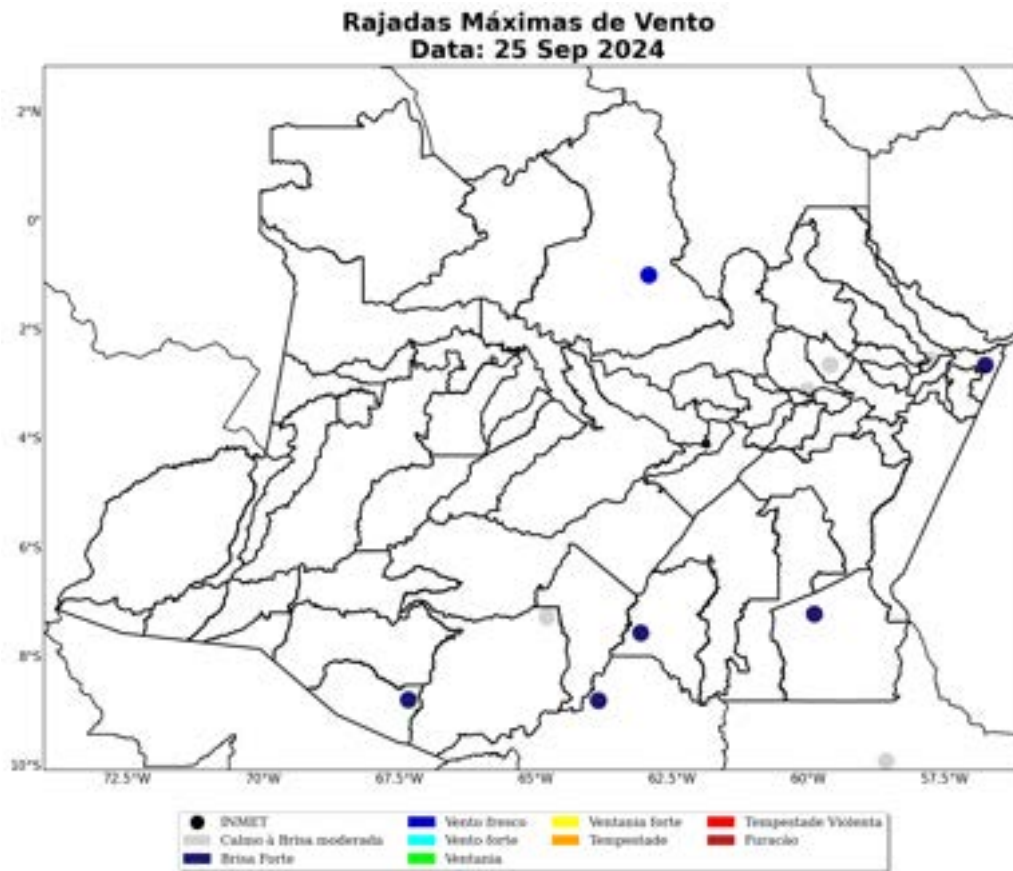 Rajadas Máximas de Vento
Data: 25 Sep 2024
2°N
0°
2°S
4°S
6°S
8°S
10°S
72.5°W 70°W 67.5°W 65°W 62.5°W 60°W 57.5°W
INMET
Calmo à Brisa moderada
Brisa Forte
Vento fresco
Vento forte
Ventania
Ventania forte
Tempestade
Tempestade Violenta
Furacão